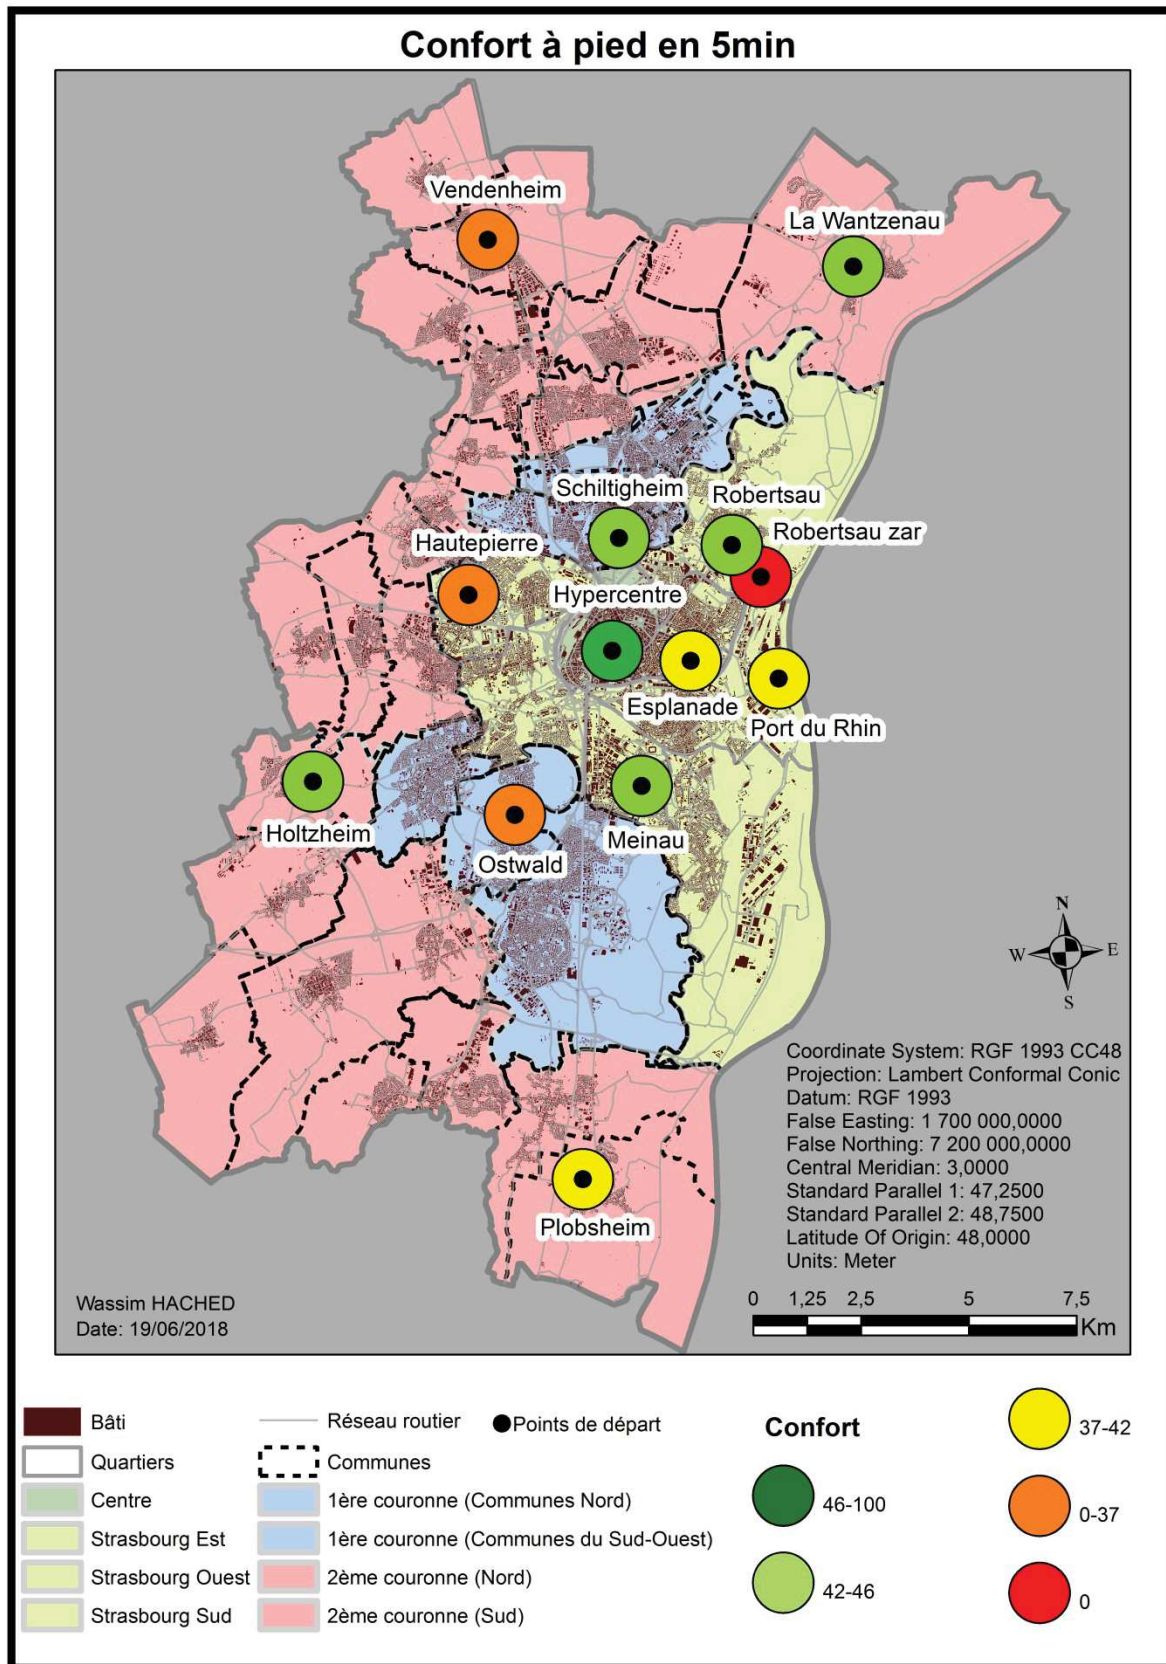 Confort à pied en 5min
Vendenheim
La Wantzenau
Schiltigheim
Robertsau
Hautepierre
Robertsau zar
Hypercentre
Esplanade
Port du Rhin
Holtzheim
Meinau
Ostwald
N
W
E
S
Plobsheim
Coordinate System: RGF 1993 CC48
Projection: Lambert Conformal Conic
Datum: RGF 1993
False Easting: 1 700 000,0000
False Northing: 7 200 000,0000
Central Meridian: 3,0000
Standard Parallel 1: 47,2500
Standard Parallel 2: 48,7500
Latitude Of Origin: 48,0000
Units: Meter
Wassim HACHED
Date: 19/06/2018
0 1,25 2,5 5 7,5
Km
Bâti
Quartiers
Centre
Strasbourg Est
Strasbourg Ouest
Strasbourg Sud
Réseau routier
Points de départ
Communes
1ère couronne (Communes Nord)
1ère couronne (Communes du Sud-Ouest)
2ème couronne (Nord)
2ème couronne (Sud)
Confort
46-100
42-46
37-42
0-37
0